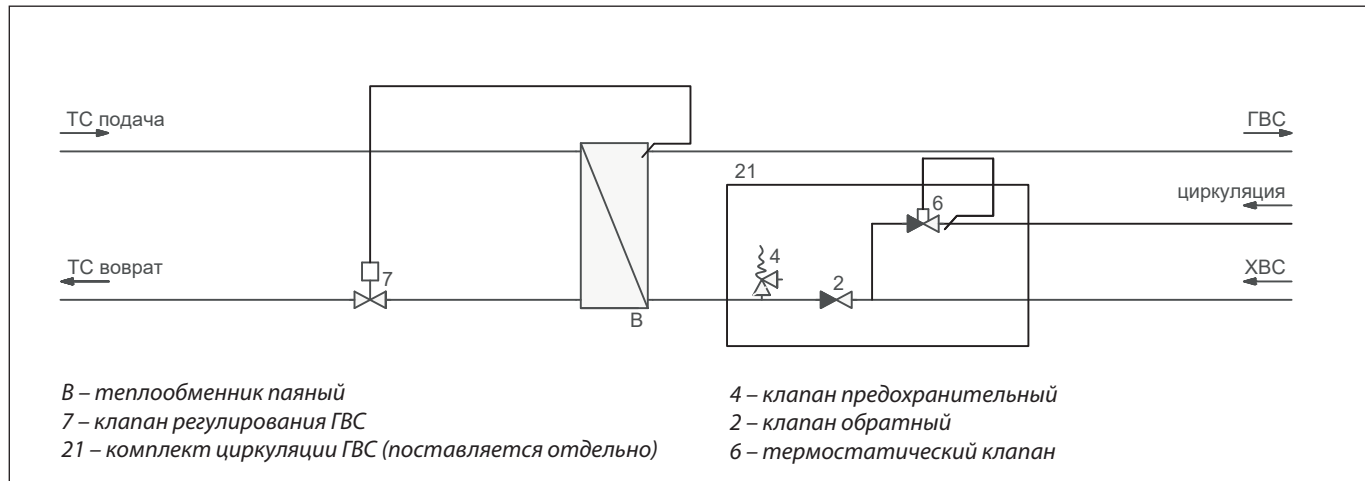 ТС подача
ГВС
21
6
циркуляция
ТС воврат
7
4
2
ХВС
В
В – теплообменник паяный
7 – клапан регулирования ГВС
21 – комплект циркуляции ГВС (поставляется отдельно)
4 – клапан предохранительный
2 – клапан обратный
6 – термостатический клапан